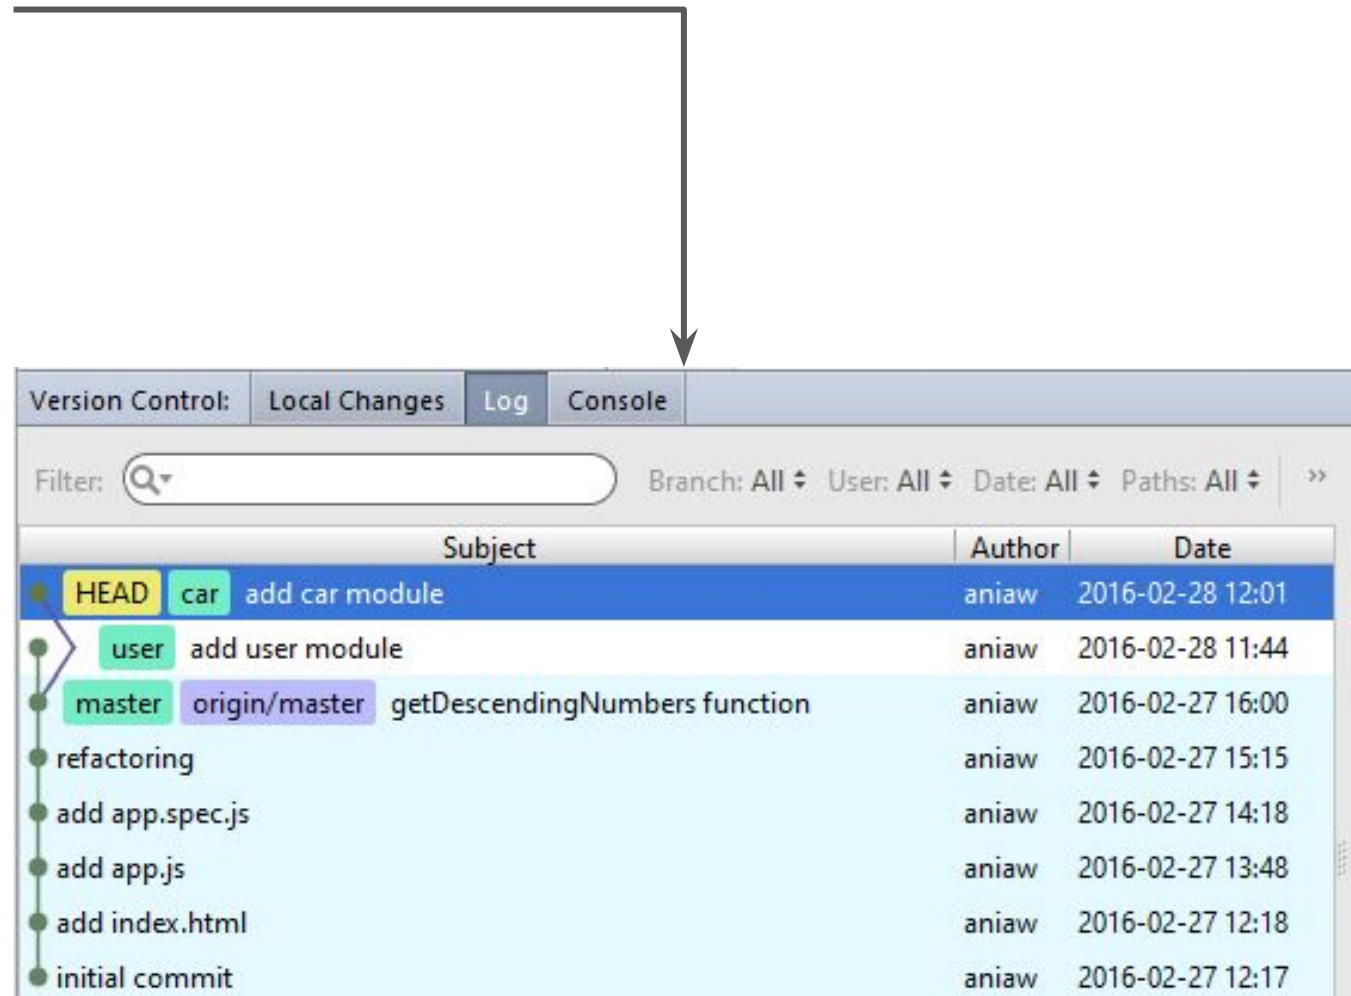 Version Control: Local Changes Log Console
Filter: Branch: All User: All Date: All Paths: All »
Subject Author Date
HEAD car add car module aniaw 2016-02-28 12:01
user add user module aniaw 2016-02-28 11:44
master origin/master getDescendingNumbers function aniaw 2016-02-27 16:00
refactoring aniaw 2016-02-27 15:15
add app.spec.js aniaw 2016-02-27 14:18
add app.js aniaw 2016-02-27 13:48
add index.html aniaw 2016-02-27 12:18
initial commit aniaw 2016-02-27 12:17